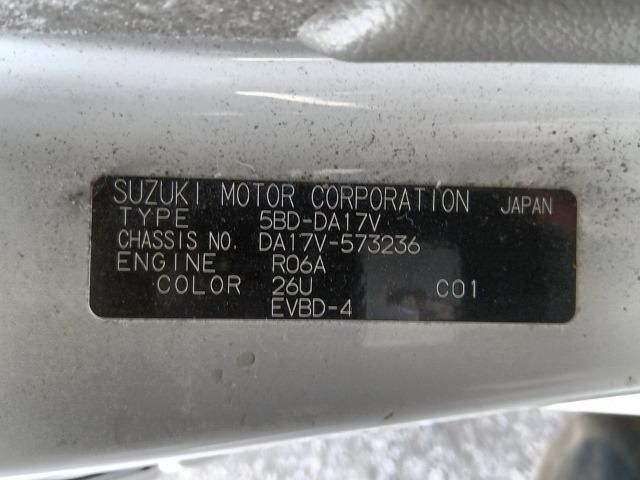 SUZUKI MOTOR CORPORATION JAPAN
TYPE 5BD-DA17V
CHASSIS NO. DA17V-573236
ENGINE R06A
COLOR 26U C01
EVBD-4